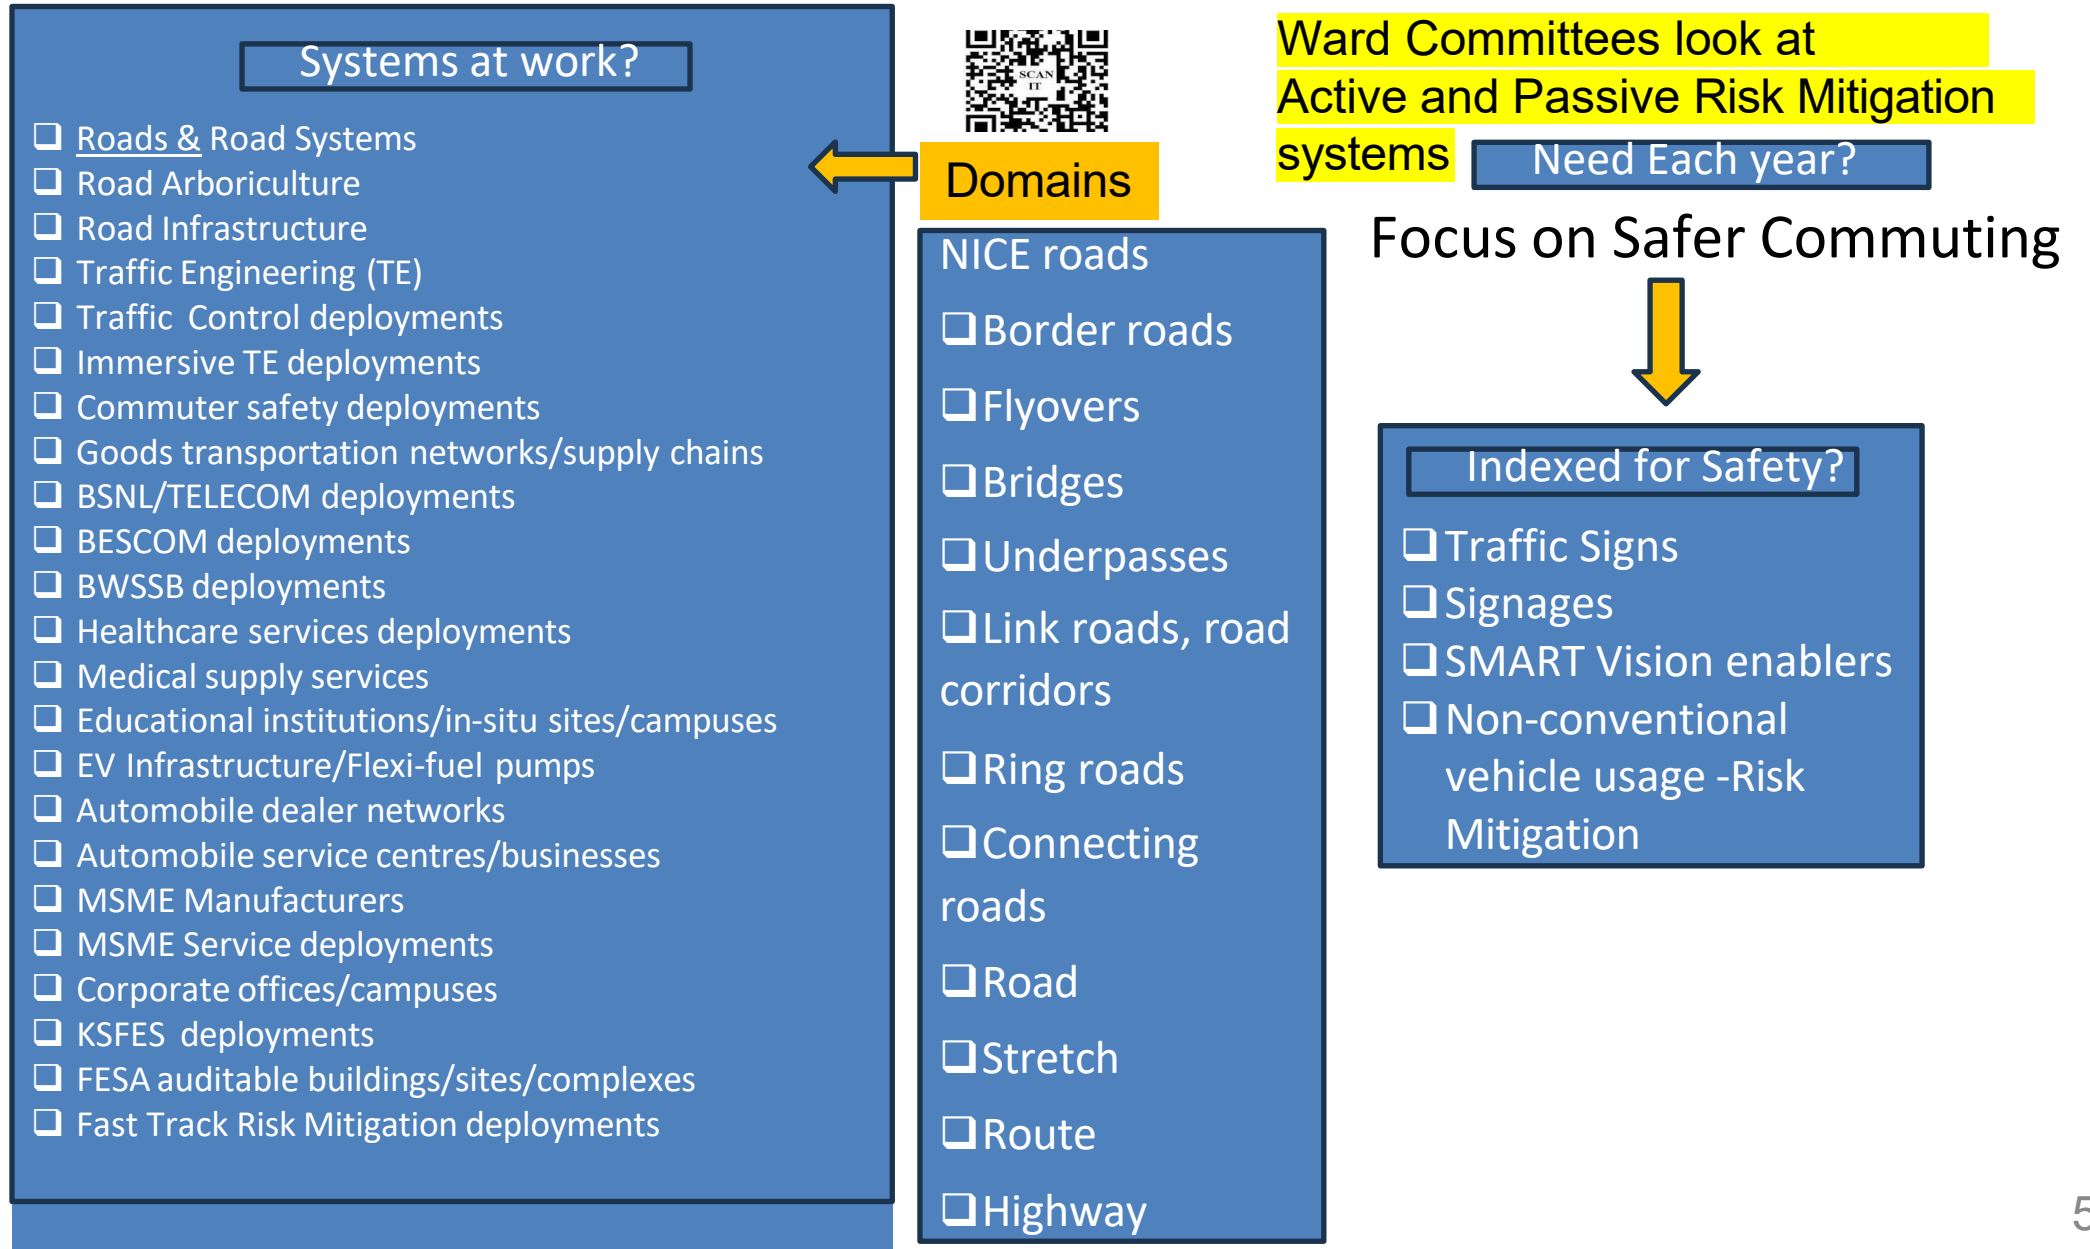 Systems at work?
Roads & Road Systems
Road Arboriculture
Road Infrastructure
Traffic Engineering (TE)
Traffic Control deployments
Immersive TE deployments
Commuter safety deployments
Goods transportation networks/supply chains
BSNL/TELECOM deployments
BESCOM deployments
BWSSB deployments
Healthcare services deployments
Medical supply services
Educational institutions/in-situ sites/campuses
EV Infrastructure/Flexi-fuel pumps
Automobile dealer networks
Automobile service centres/businesses
MSME Manufacturers
MSME Service deployments
Corporate offices/campuses
KSFES deployments
FESA auditable buildings/sites/complexes
Fast Track Risk Mitigation deployments
SCAN
IT
Domains
NICE roads
Border roads
Flyovers
Bridges
Underpasses
Link roads, road
corridors
Ring roads
Connecting
roads
Road
Stretch
Route
Highway
Ward Committees look at
Active and Passive Risk Mitigation
systems
Need Each year?
Focus on Safer Commuting
Indexed for Safety?
Traffic Signs
Signages
SMART Vision enablers
Non-conventional
vehicle usage -Risk
Mitigation
5